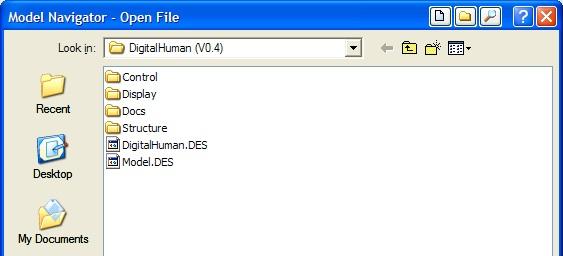 Model Navigator - Open File
Look in: DigitalHuman (V0.4)
Recent
Desktop
My Documents
Control
Display
Docs
Structure
DigitalHuman.DES
Model.DES